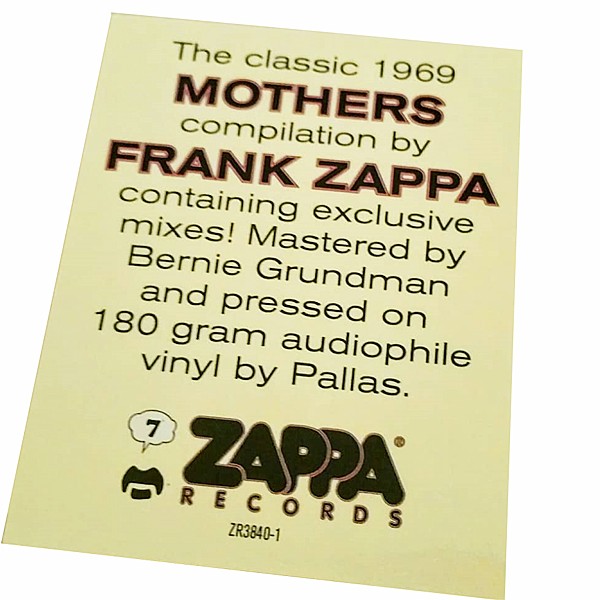 The classic 1969
MOTHERS
compilation by
FRANK ZAPPA
containing exclusive
mixes! Mastered by
Bernie Grundman
and pressed on
180 gram audiophile
vinyl by Pallas.
7
ZAPPA®
RECORDS
ZR3840-1